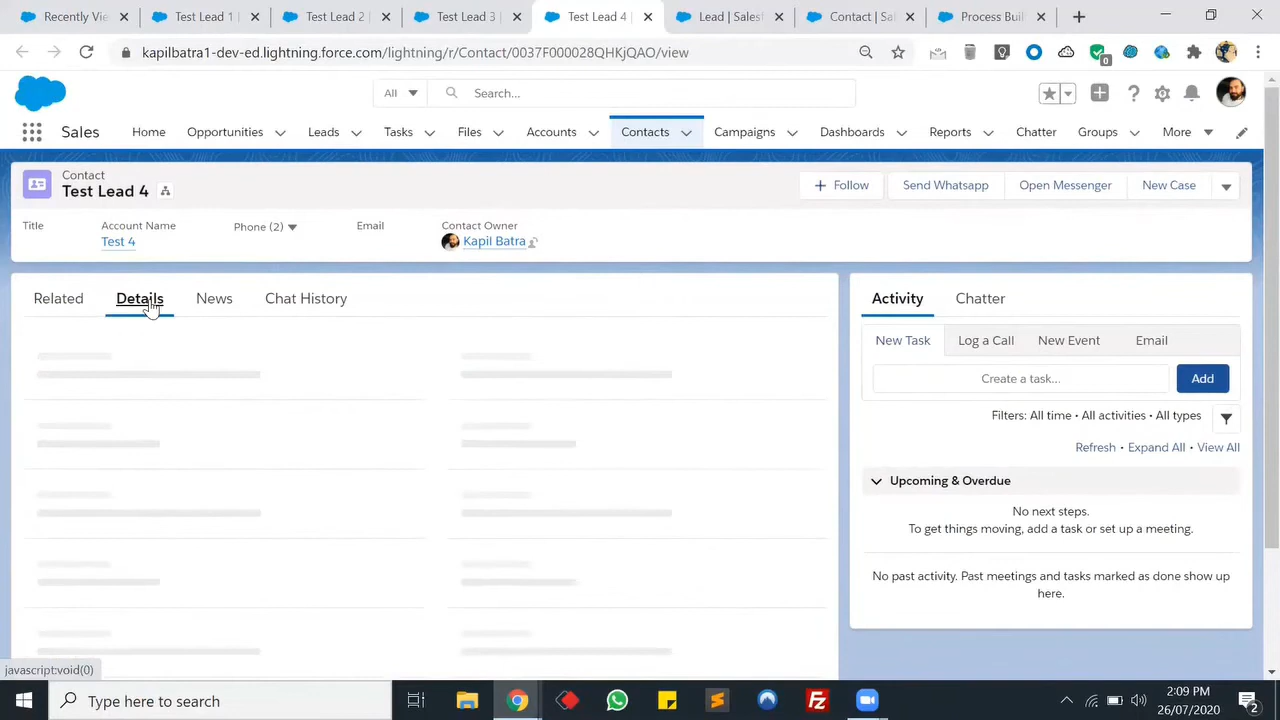 Recently Vie
Test Lead 1 |
Test Lead 2 |
Test Lead 3 |
Test Lead 4 |
Lead | Salest
Contact | Sa
Process Buil
kapilbatra1-dev-ed.lightning.force.com/lightning/r/Contact/0037F000028QHKjQAO/view
0
All
Search...
Sales
Home
Opportunities
Leads
Tasks
Files
Accounts
Contacts
Campaigns
Dashboards
Reports
Chatter
Groups
More
Contact
Test Lead 4
Follow
Send Whatsapp
Open Messenger
New Case
Title
Account Name
Phone (2)
Email
Contact Owner
Test 4
Kapil Batra
Related
Details
News
Chat History
Activity
Chatter
New Task
Log a Call
New Event
Email
Create a task...
Add
Filters: All time • All activities • All types
Refresh • Expand All • View All
Upcoming & Overdue
No next steps.
To get things moving, add a task or set up a meeting.
No past activity. Past meetings and tasks marked as done show up
here.
javascript:void(0)
Type here to search
2:09 PM
26/07/2020
2